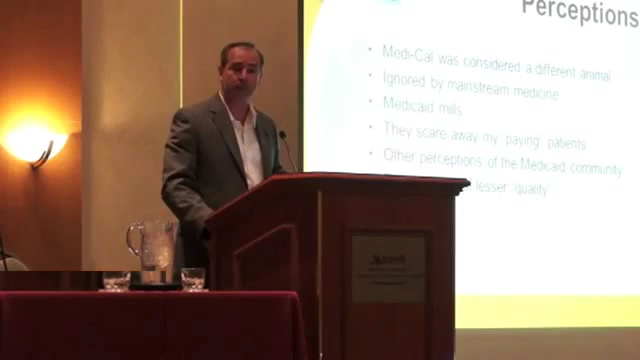 Perceptions
• Medi-Cal was considered a different animal
• Ignored by mainstream medicine
• Medicaid mills
• They scare away my 'paying' patients
• Other perceptions of the Medicaid community
lesser 'quality'
Marriott